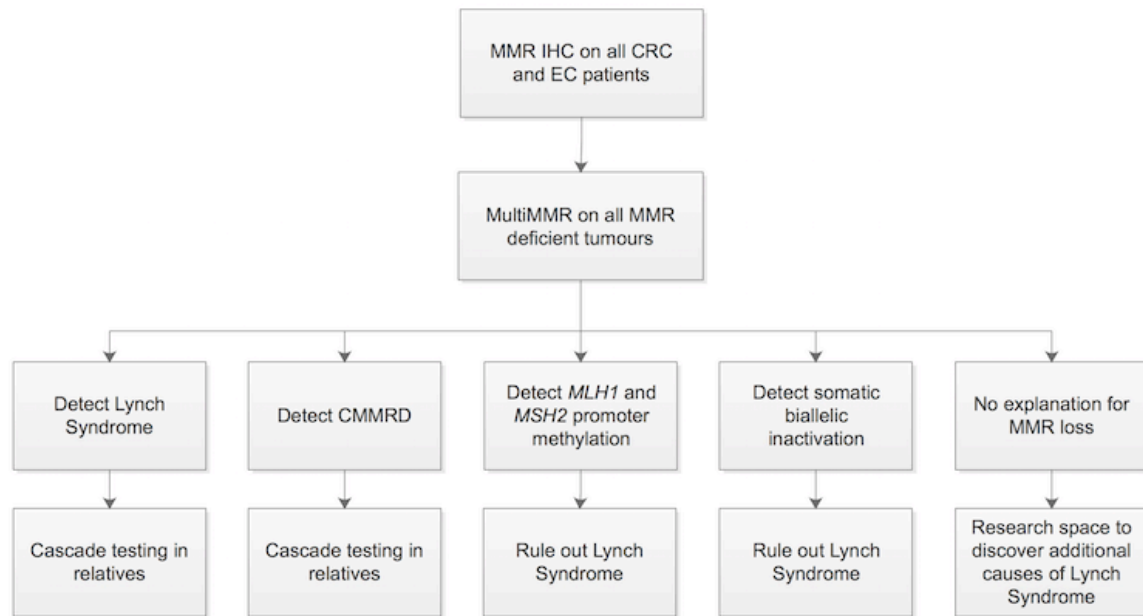 MMR IHC on all CRC
and EC patients
MultiMMR on all MMR
deficient tumours
Detect Lynch
Syndrome
Detect CMMRD
Detect MLH1 and
MSH2 promoter
methylation
Detect somatic
biallelic
inactivation
No explanation for
MMR loss
Cascade testing in
relatives
Cascade testing in
relatives
Rule out Lynch
Syndrome
Rule out Lynch
Syndrome
Research space to
discover additional
causes of Lynch
Syndrome